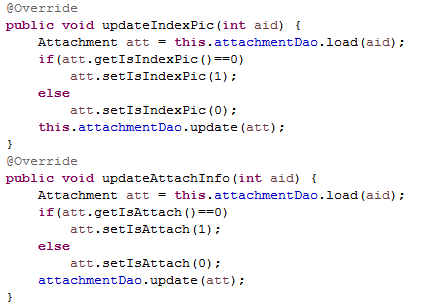 @Override
public void updateIndexPic(int aid) {
    Attachment att = this.attachmentDao.load(aid);
    if(att.getIsIndexPic()==0)
        att.setIsIndexPic(1);
    else
        att.setIsIndexPic(0);
    this.attachmentDao.update(att);
}
@Override
public void updateAttachInfo(int aid) {
    Attachment att = this.attachmentDao.load(aid);
    if(att.getIsAttach()==0)
        att.setIsAttach(1);
    else
        att.setIsAttach(0);
    attachmentDao.update(att);
}